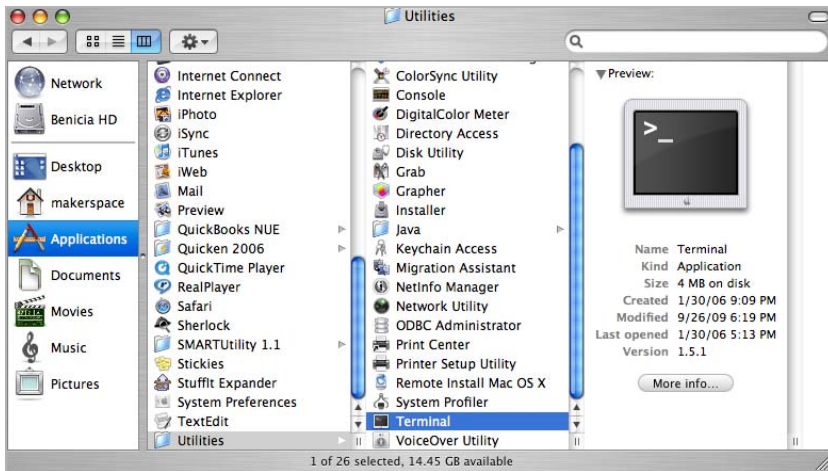 Utilities
Network
Benicia HD
Desktop
makerspace
Applications
Documents
Movies
Music
Pictures
Internet Connect
Internet Explorer
iPhoto
iSync
iTunes
iWeb
Mail
Preview
QuickBooks NUE
Quicken 2006
QuickTime Player
RealPlayer
Safari
Sherlock
SMARTUtility 1.1
Stickies
StuffIt Expander
System Preferences
TextEdit
Utilities
ColorSync Utility
Console
DigitalColor Meter
Directory Access
Disk Utility
Grab
Grapher
Installer
Java
Keychain Access
Migration Assistant
NetInfo Manager
Network Utility
ODBC Administrator
Print Center
Printer Setup Utility
Remote Install Mac OS X
System Profiler
Terminal
VoiceOver Utility
Preview:
>_
Name Terminal
Kind Application
Size 4 MB on disk
Created 1/30/06 9:09 PM
Modified 9/26/09 6:19 PM
Last opened 1/30/06 5:13 PM
Version 1.5.1
More info...
1 of 26 selected, 14.45 GB available